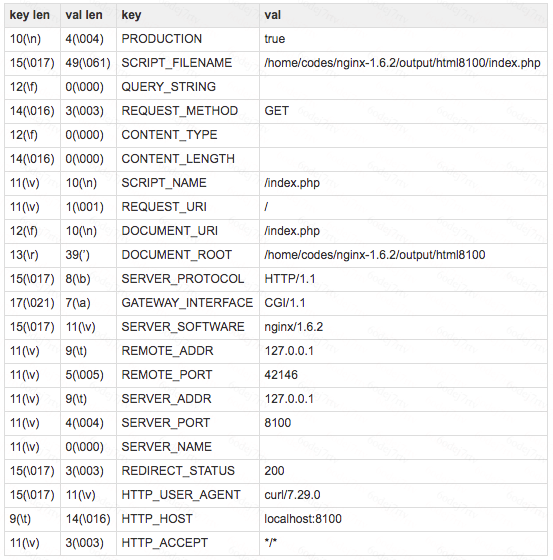 key len val len key val
10(\n) 4(\004) PRODUCTION true
15(\017) 49(\061) SCRIPT_FILENAME /home/codes/nginx-1.6.2/output/html8100/index.php
12(\f) 0(\000) QUERY_STRING
14(\016) 3(\003) REQUEST_METHOD GET
12(\f) 0(\000) CONTENT_TYPE
14(\016) 0(\000) CONTENT_LENGTH
11(\v) 10(\n) SCRIPT_NAME /index.php
11(\v) 1(\001) REQUEST_URI /
12(\f) 10(\n) DOCUMENT_URI /index.php
13(\r) 39(’) DOCUMENT_ROOT /home/codes/nginx-1.6.2/output/html8100
15(\017) 8(\b) SERVER_PROTOCOL HTTP/1.1
17(\021) 7(\a) GATEWAY_INTERFACE CGI/1.1
15(\017) 11(\v) SERVER_SOFTWARE nginx/1.6.2
11(\v) 9(\t) REMOTE_ADDR 127.0.0.1
11(\v) 5(\005) REMOTE_PORT 42146
11(\v) 9(\t) SERVER_ADDR 127.0.0.1
11(\v) 4(\004) SERVER_PORT 8100
11(\v) 0(\000) SERVER_NAME
15(\017) 3(\003) REDIRECT_STATUS 200
15(\017) 11(\v) HTTP_USER_AGENT curl/7.29.0
9(\t) 14(\016) HTTP_HOST localhost:8100
11(\v) 3(\003) HTTP_ACCEPT */*